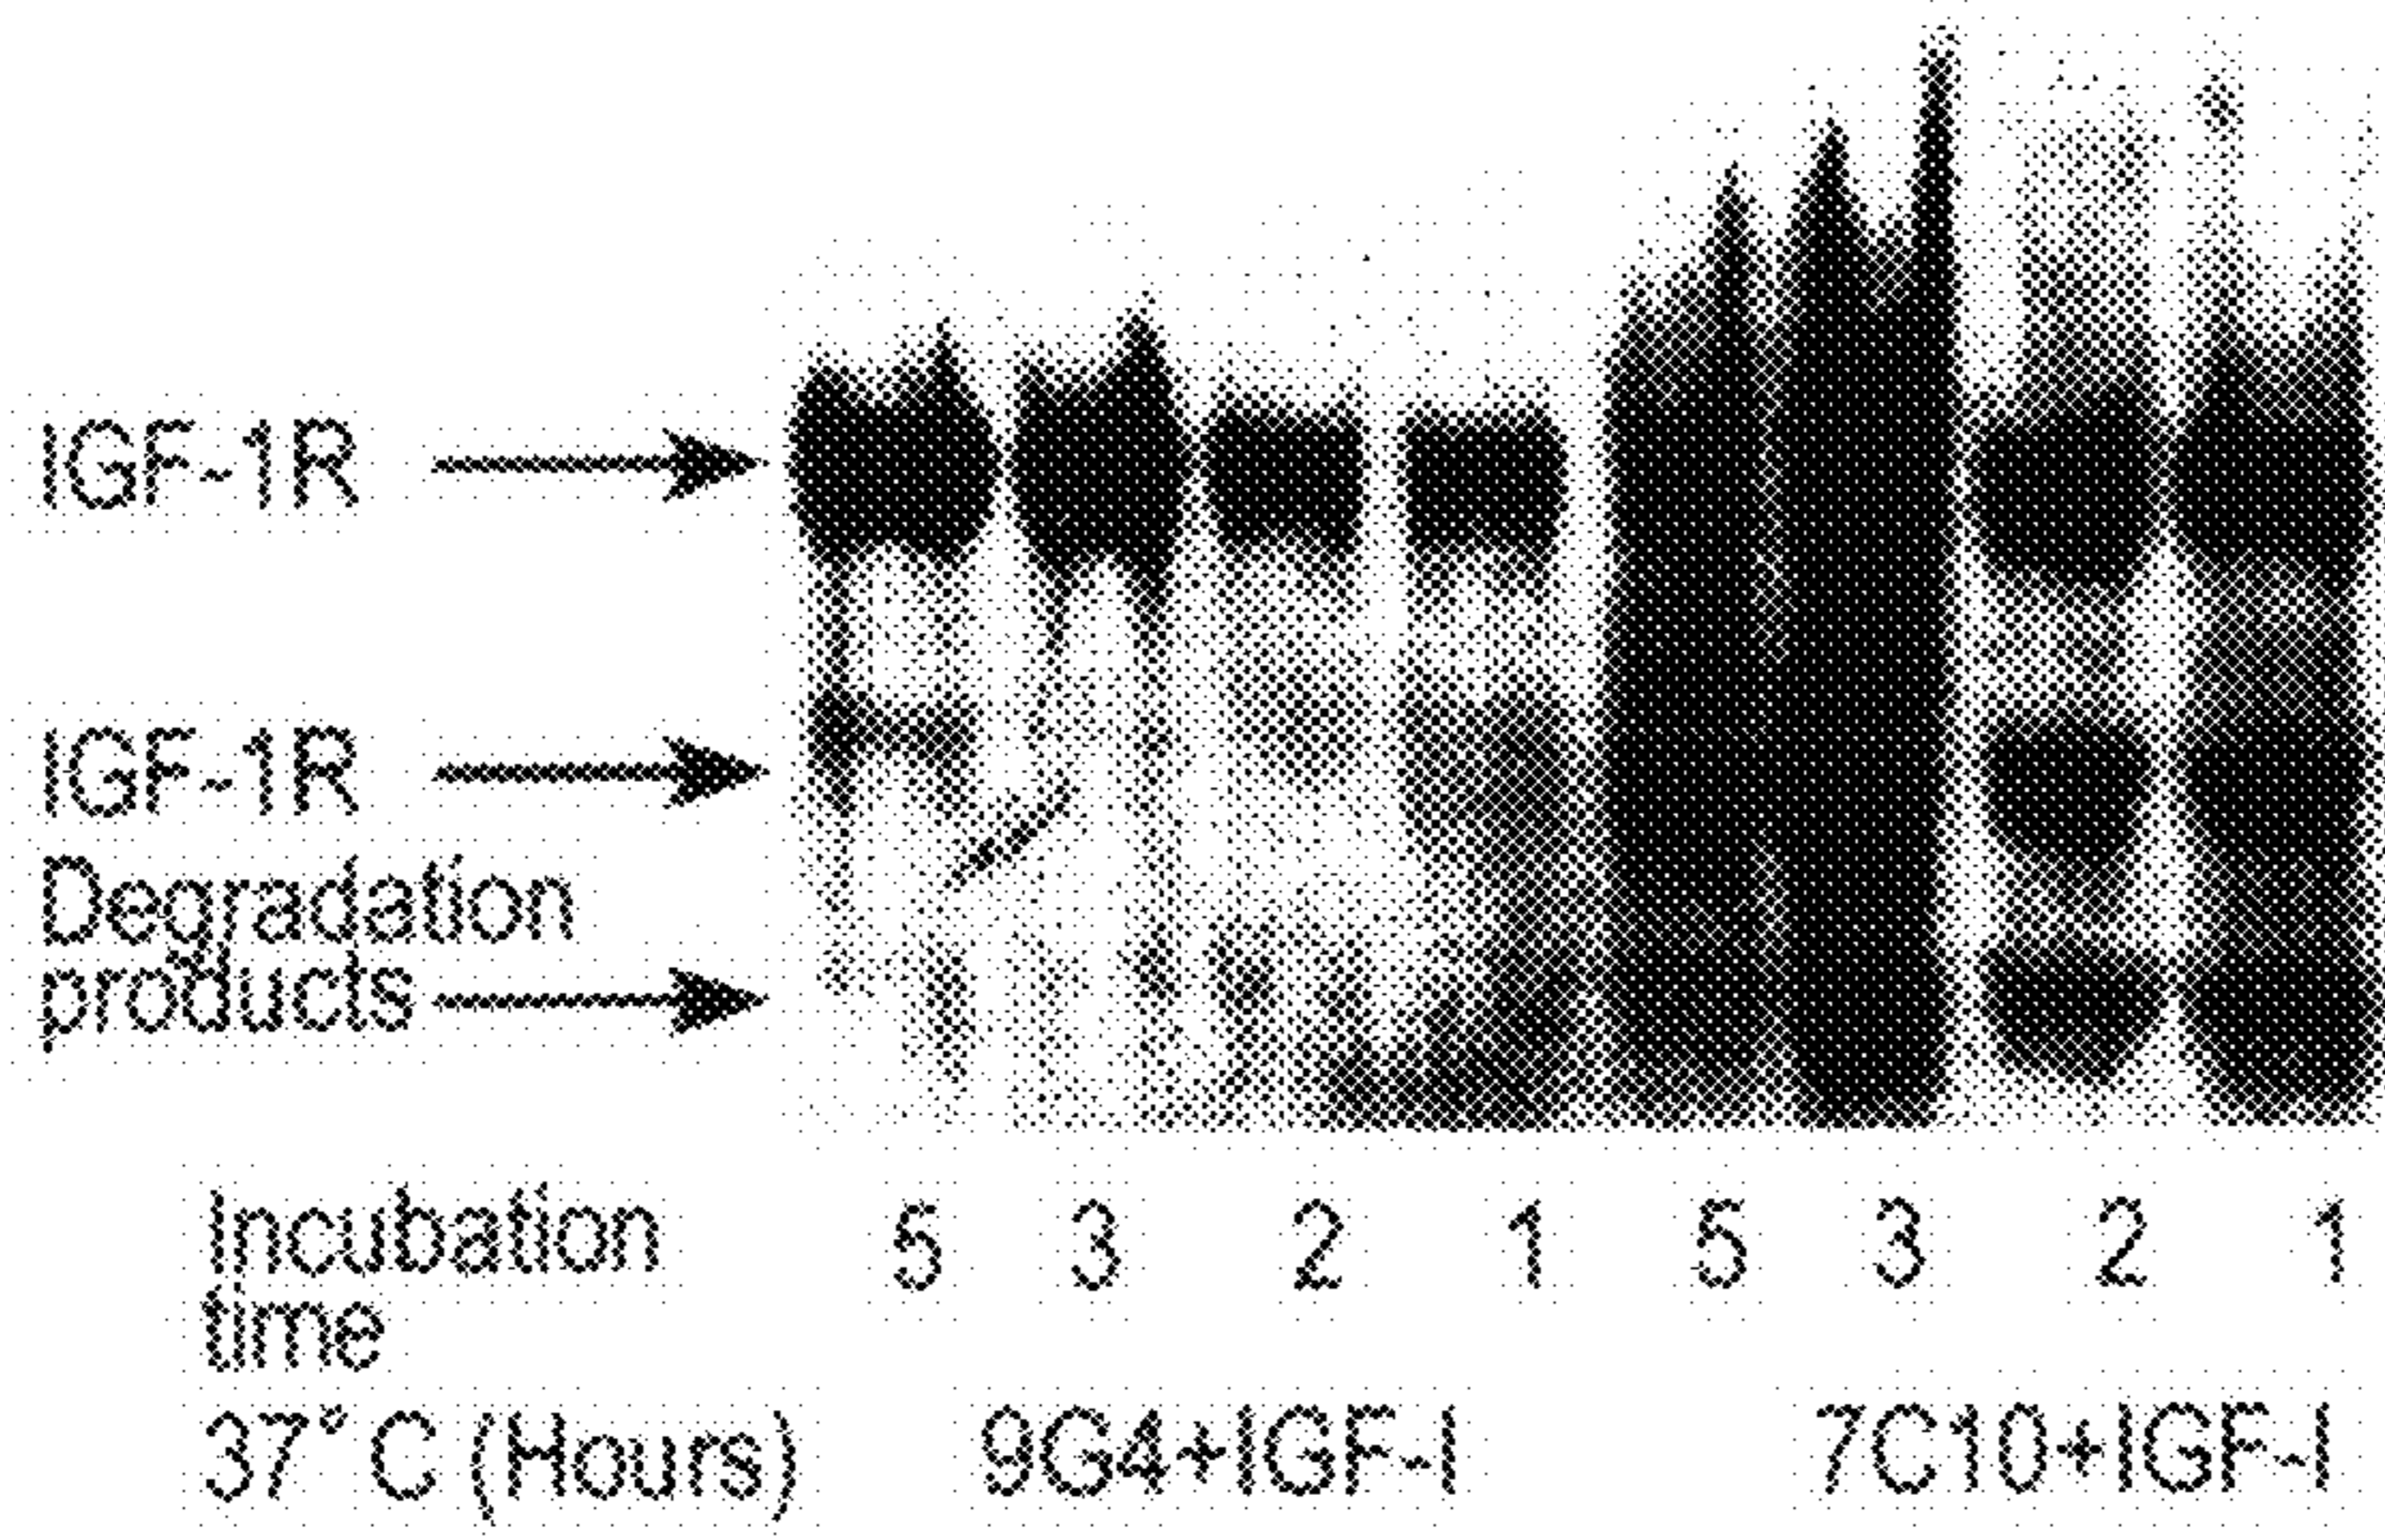 IGF-1R
IGF-1R
Degradation
products
Incubation
time
37°C (Hours)
5 3 2 1 5 3 2 1
9G4+IGF-I
7C10+IGF-I